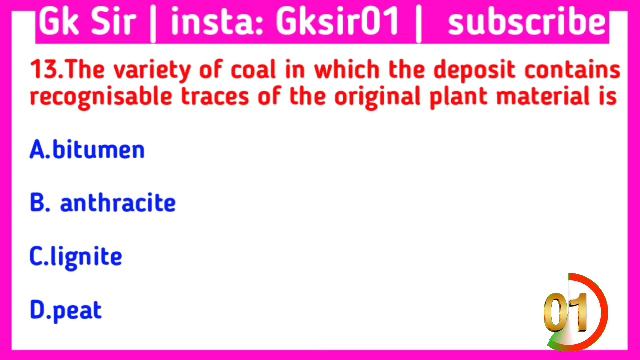 Gk Sir | insta: Gksir01 | subscribe
13.The variety of coal in which the deposit contains
recognisable traces of the original plant material is
A.bitumen
B. anthracite
C.lignite
D.peat
01